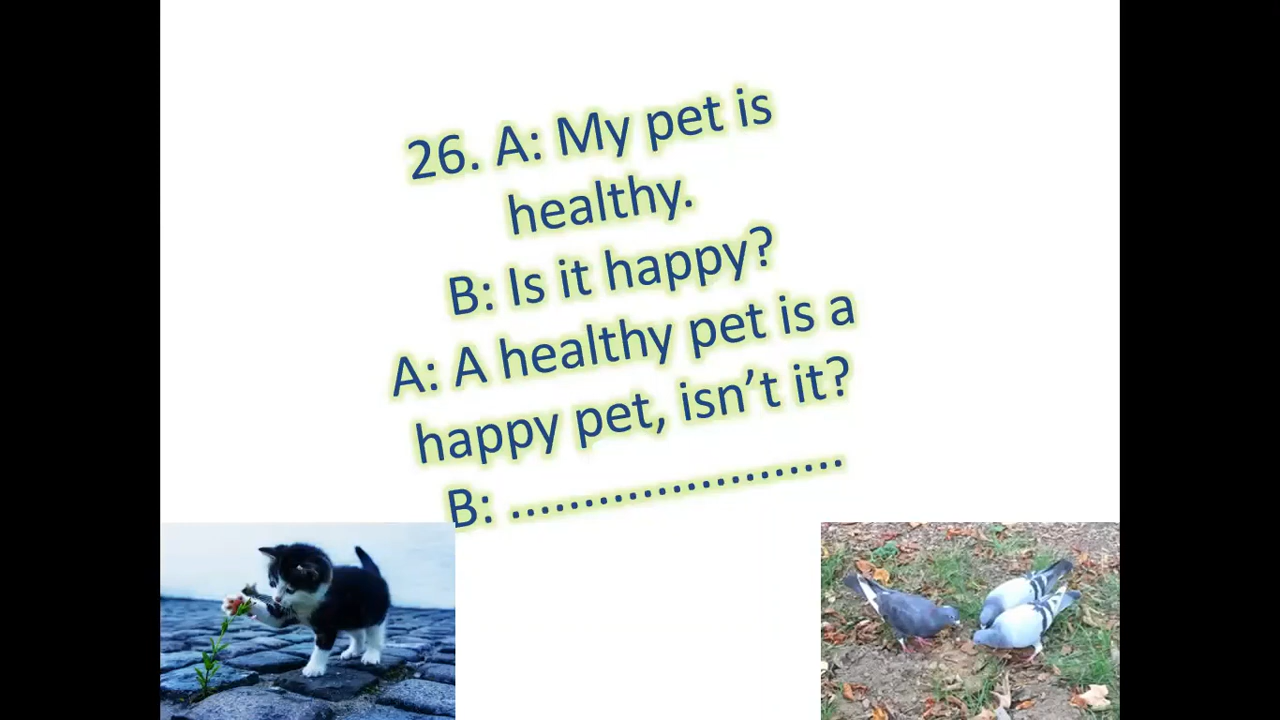 26. A: My pet is
healthy.
B: Is it happy?
A: A healthy pet is a
happy pet, isn’t it?
B: .......................